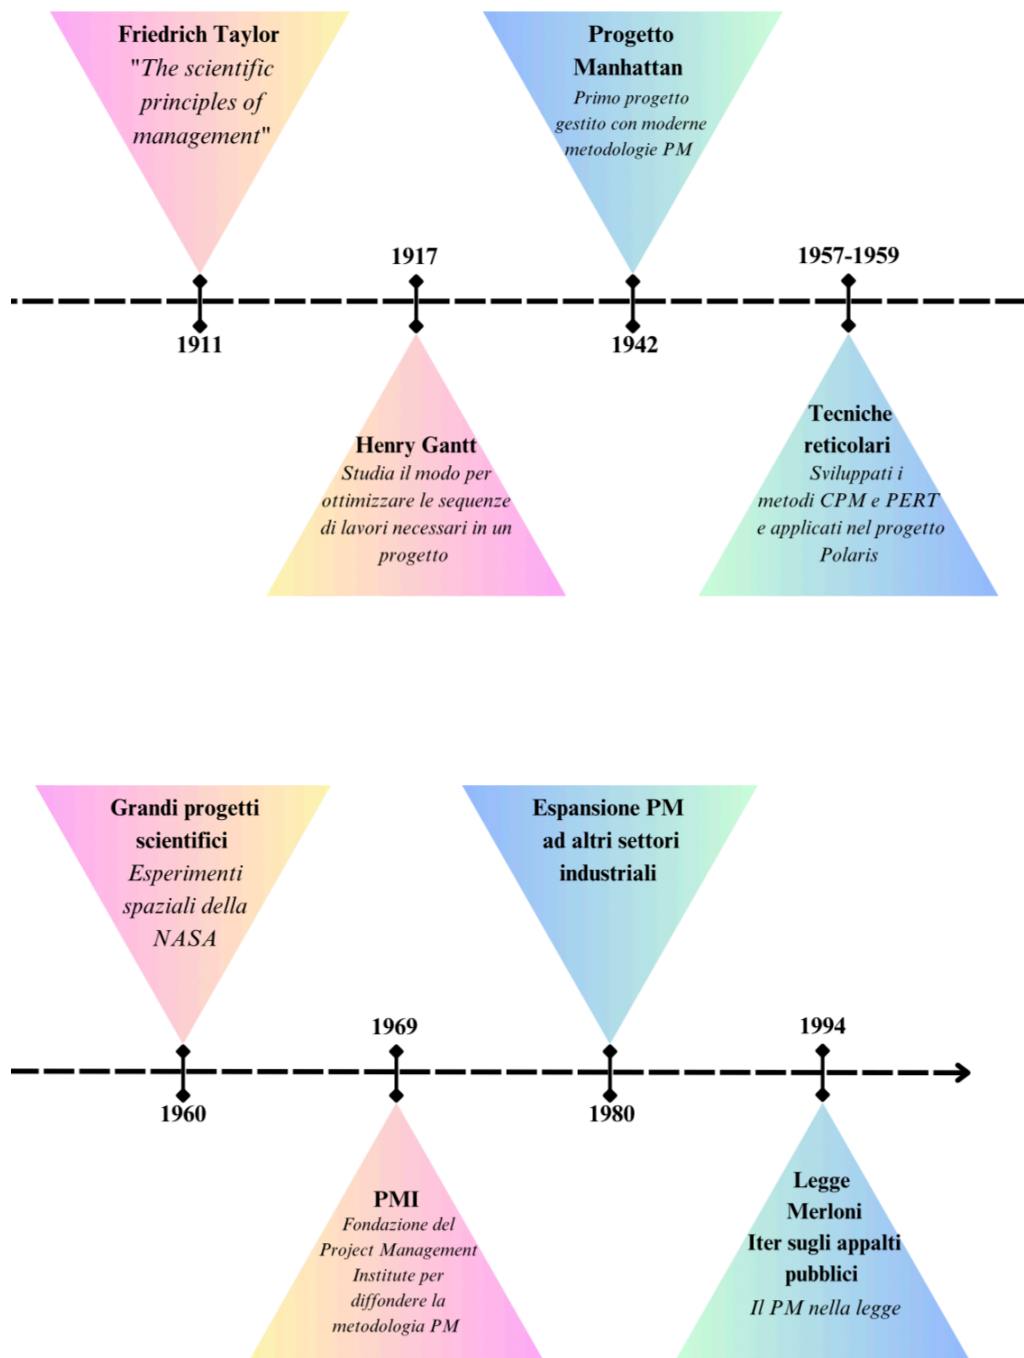 Friedrich Taylor
"The scientific
principles of
management"
Progetto
Manhattan
Primo progetto
gestito con moderne
metodologie PM
1917
1957-1959
1911
1942
Henry Gantt
Studia il modo per
ottimizzare le sequenze
di lavori necessari in un
progetto
Tecniche
reticolari
Sviluppati i
metodi CPM e PERT
e applicati nel progetto
Polaris
Grandi progetti
scientifici
Esperimenti
spaziali della
NASA
Espansione PM
ad altri settori
industriali
1969
1994
1960
1980
PMI
Fondazione del
Project Management
Institute per
diffondere la
metodologia PM
Legge
Merloni
Iter sugli appalti
pubblici
Il PM nella legge